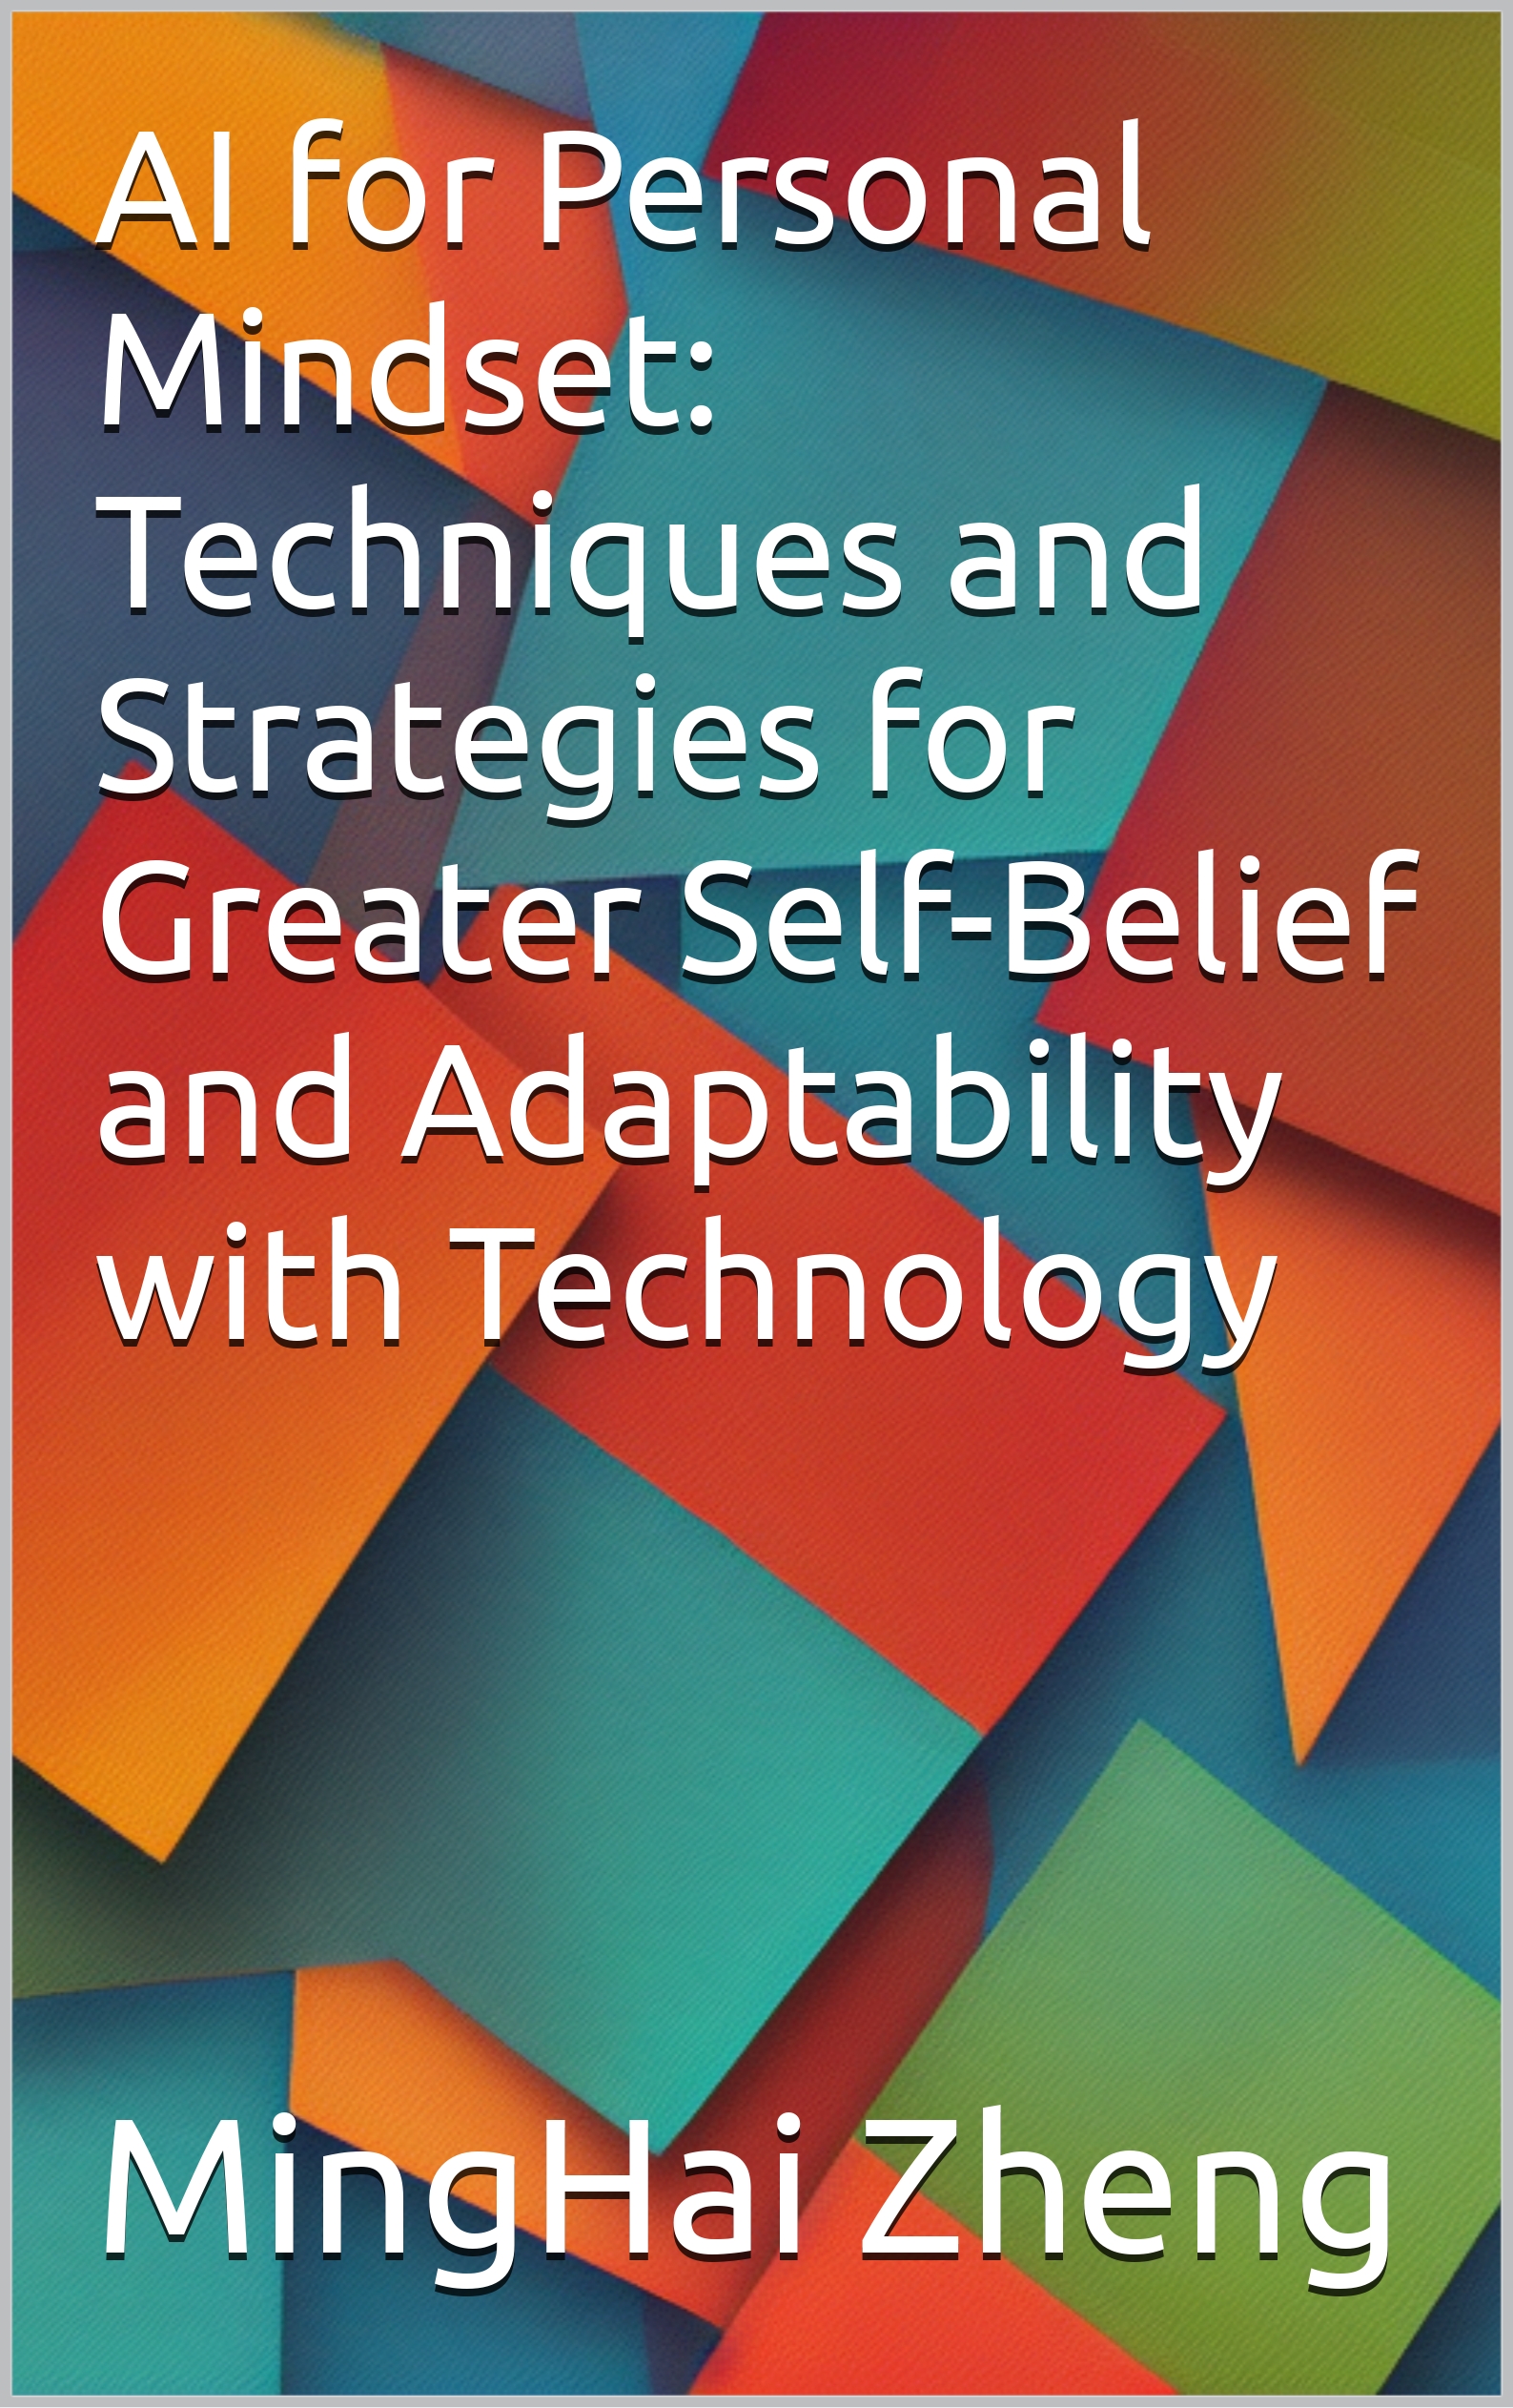 AI for Personal
Mindset:
Techniques and
Strategies for
Greater Self-Belief
and Adaptability
with Technology
MingHai Zheng